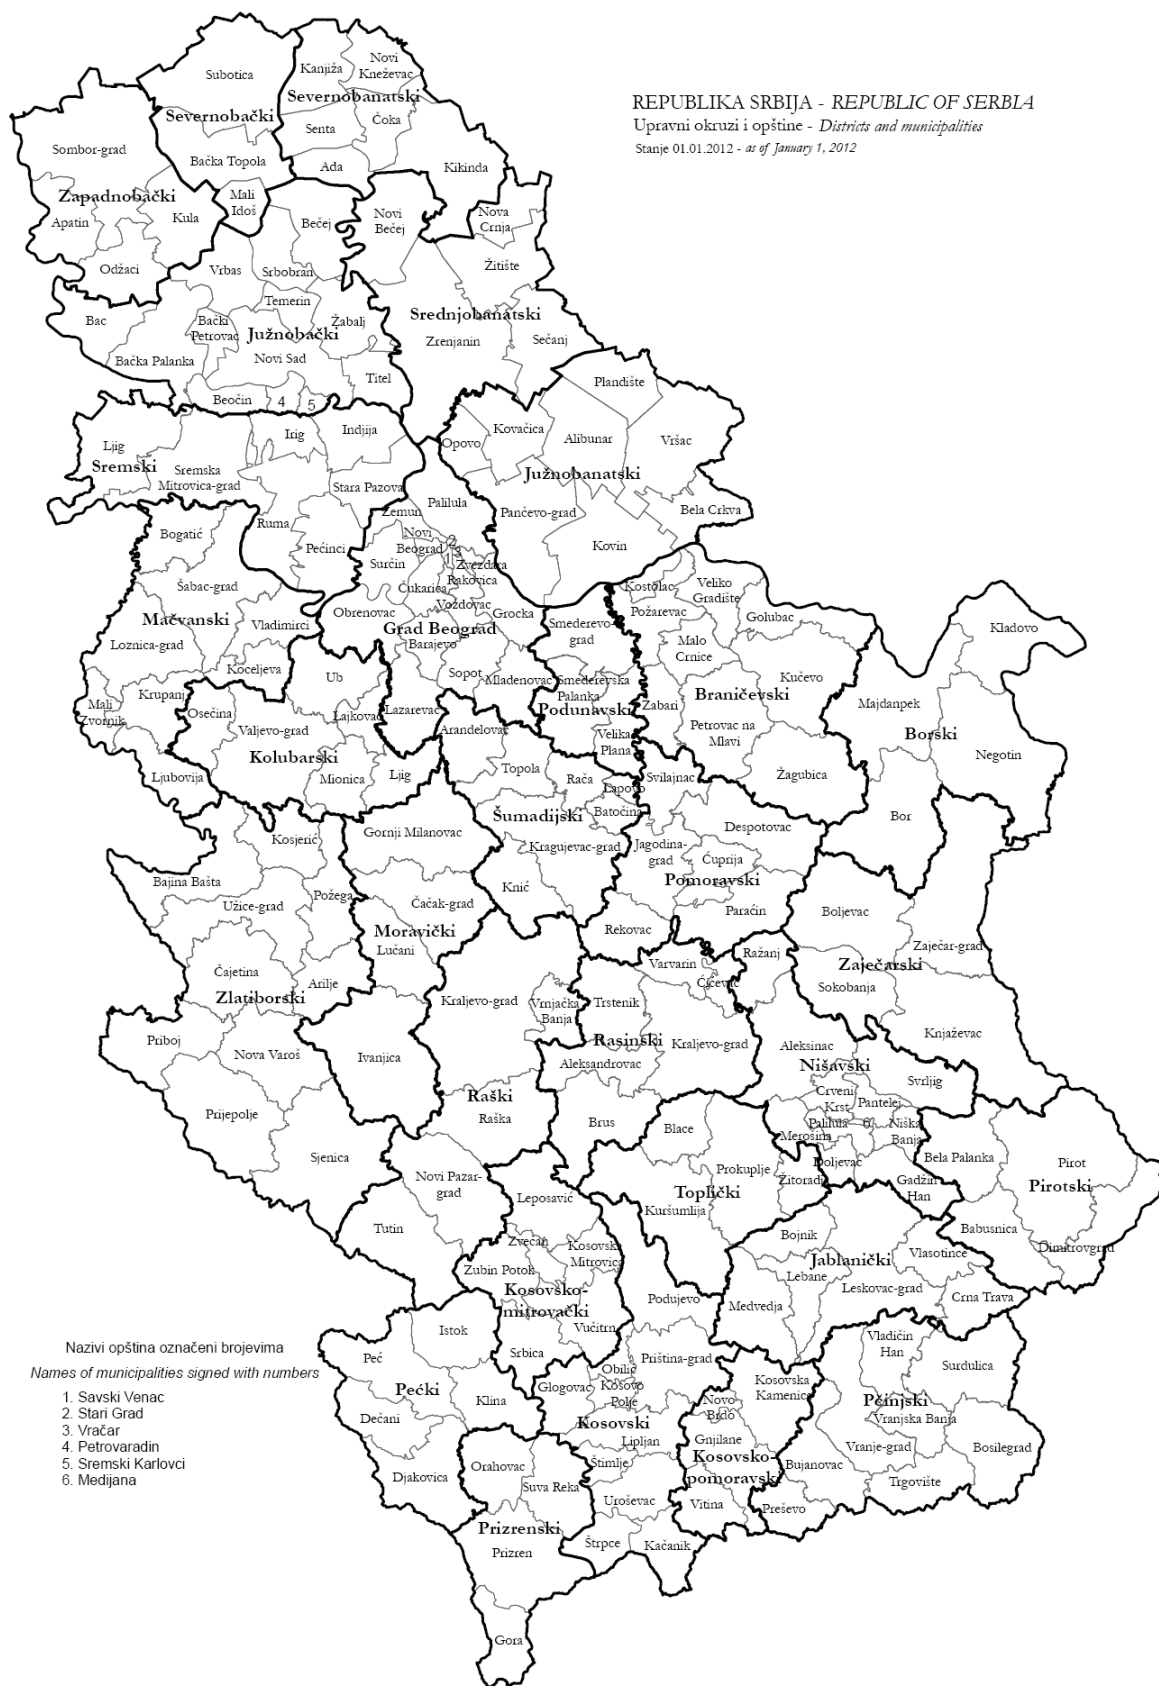 REPUBLIKA SRBIJA - REPUBLIC OF SERBIA
Upravni okruzi i opštine - Districts and municipalities
Stanje 01.01.2012 - as of January 1, 2012
Subotica
Kanjiža
Novi
Kneževac
Severnobanatski
Severnobački
Senta
Čoka
Sombor-grad
Bačka Topola
Ada
Kikinda
Zapadnobački
Mali
Idoš
Apatin
Kula
Bečej
Novi
Bečej
Nova
Crnja
Odžaci
Vrbas
Srbobran
Žitište
Temerin
Bac
Bački
Petrovac
Žabalj
Južnobački
Srednjobanatski
Zrenjanin
Sečanj
Bačka Palanka
Novi Sad
Titel
Beočin
4
5
Plandište
Ljig
Irig
Indjija
Kovačica
Opovo
Alibunar
Vršac
Sremski
Sremska
Mitrovica-grad
Južnobanatski
Stara Pazova
Palilula
Pančevo-grad
Bela Crkva
Zemun
Bogatić
Ruma
Pećinci
Novi
Beograd
2
3
1
Zvezdara
Surčin
Rakovica
Kovin
Šabac-grad
Čukarica
Voždovac
Kostolac
Veliko
Gradište
Mačvanski
Vladimirci
Obrenovac
Grocka
Smederevo-
grad
Požarevac
Golubac
Kladovo
Grad Beograd
Barajevo
Loznica-grad
Malo
Crnice
Koceljeva
Ub
Sopot
Mladenovac
Smederevska
Palanka
Kučevo
Krupanj
Mali
Zvornik
Osečina
Lajkovac
Lazarevac
Podunavski
Zabari
Braničevski
Majdanpek
Valjevo-grad
Arandelovac
Petrovac na
Mlavi
Borski
Kolubarski
Velika
Plana
Negotin
Ljubovija
Mionica
Ljig
Topola
Rača
Svilajnac
Žagubica
Lapovo
Šumadijski
Batočina
Bor
Kosjerić
Gornji Milanovac
Kragujevac-grad
Jagodina-
grad
Despotovac
Ćuprija
Bajina Bašta
Požega
Knić
Pomoravski
Užice-grad
Čačak-grad
Paraćin
Boljevac
Moravički
Rekovac
Zaječar-grad
Lučani
Ražanj
Zaječarski
Čajetina
Varvarin
Ćićevic
Sokobanja
Zlatiborski
Arilje
Kraljevo-grad
Vrnjačka
Banja
Trstenik
Knjaževac
Priboj
Nova Varoš
Ivanjica
Rasinski
Kraljevo-grad
Aleksinac
Aleksandrovac
Nišavski
Svrljig
Raški
Crveni
Krst
Pantelej
Prijepolje
Raška
Brus
Blace
Palilula
6
Niška
Banja
Merošina
Sjenica
Novi Pazar-
grad
Prokuplje
Doljevac
Bela Palanka
Pirot
Leposavić
Toplički
Žitoradj
Gadžin
Han
Pirotski
Kuršumlija
Tutin
Zvečan
Kosovska
Mitrovica
Bojnik
Babusnica
Dimitrovgrad
Zubin Potok
Jablanički
Vlasotince
Kosovsko-
mitrovački
Lebane
Leskovac-grad
Podujevo
Medvedja
Crna Trava
Istok
Vučitrn
Peć
Srbica
Priština-grad
Vladičin
Han
Surdulica
Obilić
Glogovac
Kosovo
Polje
Kosovska
Kamenica
Pećki
Klina
Novo
Brdo
Pčinjski
Dečani
Kosovski
Vranjska Banja
Lipljan
Gnjilane
Vranje-grad
Bosilegrad
Djakovica
Orahovac
Štimlje
Kosovsko-
pomoravski
Bujanovac
Trgovište
Suva Reka
Uroševac
Vitina
Preševo
Prizrenski
Prizren
Štrpce
Kačanik
Gora
Nazivi opština označeni brojevima
Names of municipalities signed with numbers
1. Savski Venac
2. Stari Grad
3. Vračar
4. Petrovaradin
5. Sremski Karlovci
6. Medijana